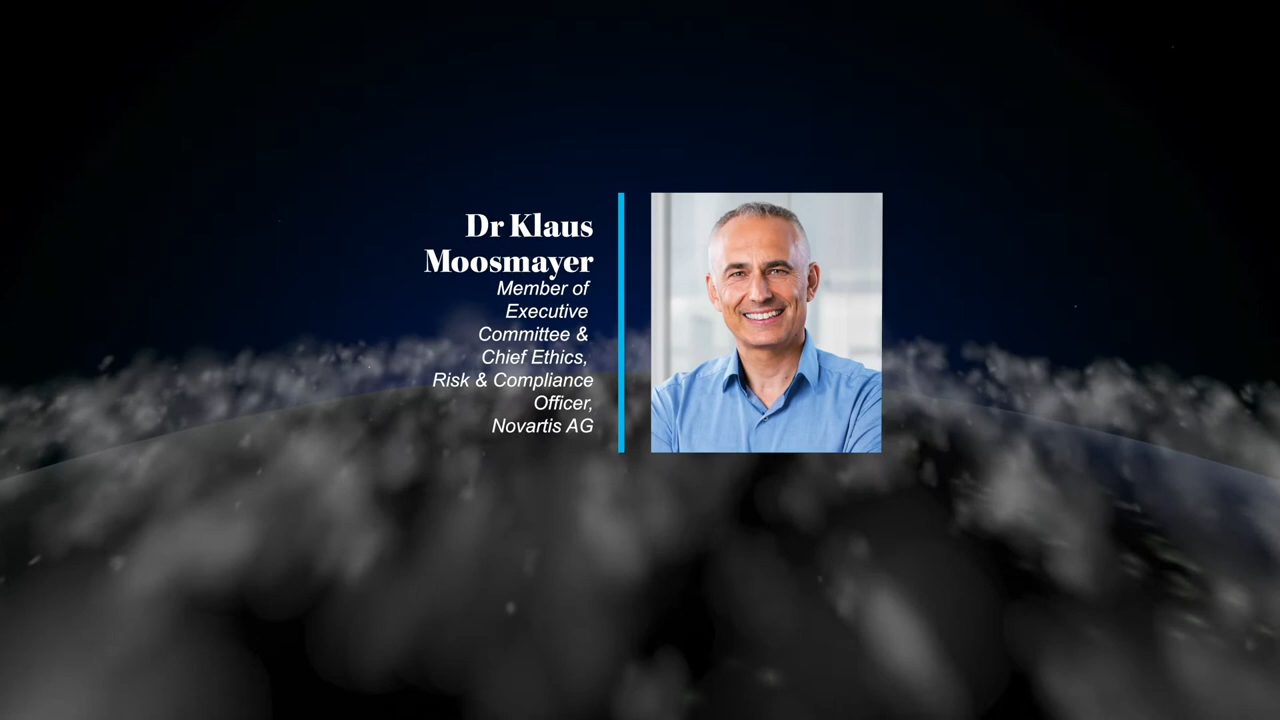 Dr Klaus
Moosmayer
Member of
Executive
Committee &
Chief Ethics,
Risk & Compliance
Officer,
Novartis AG